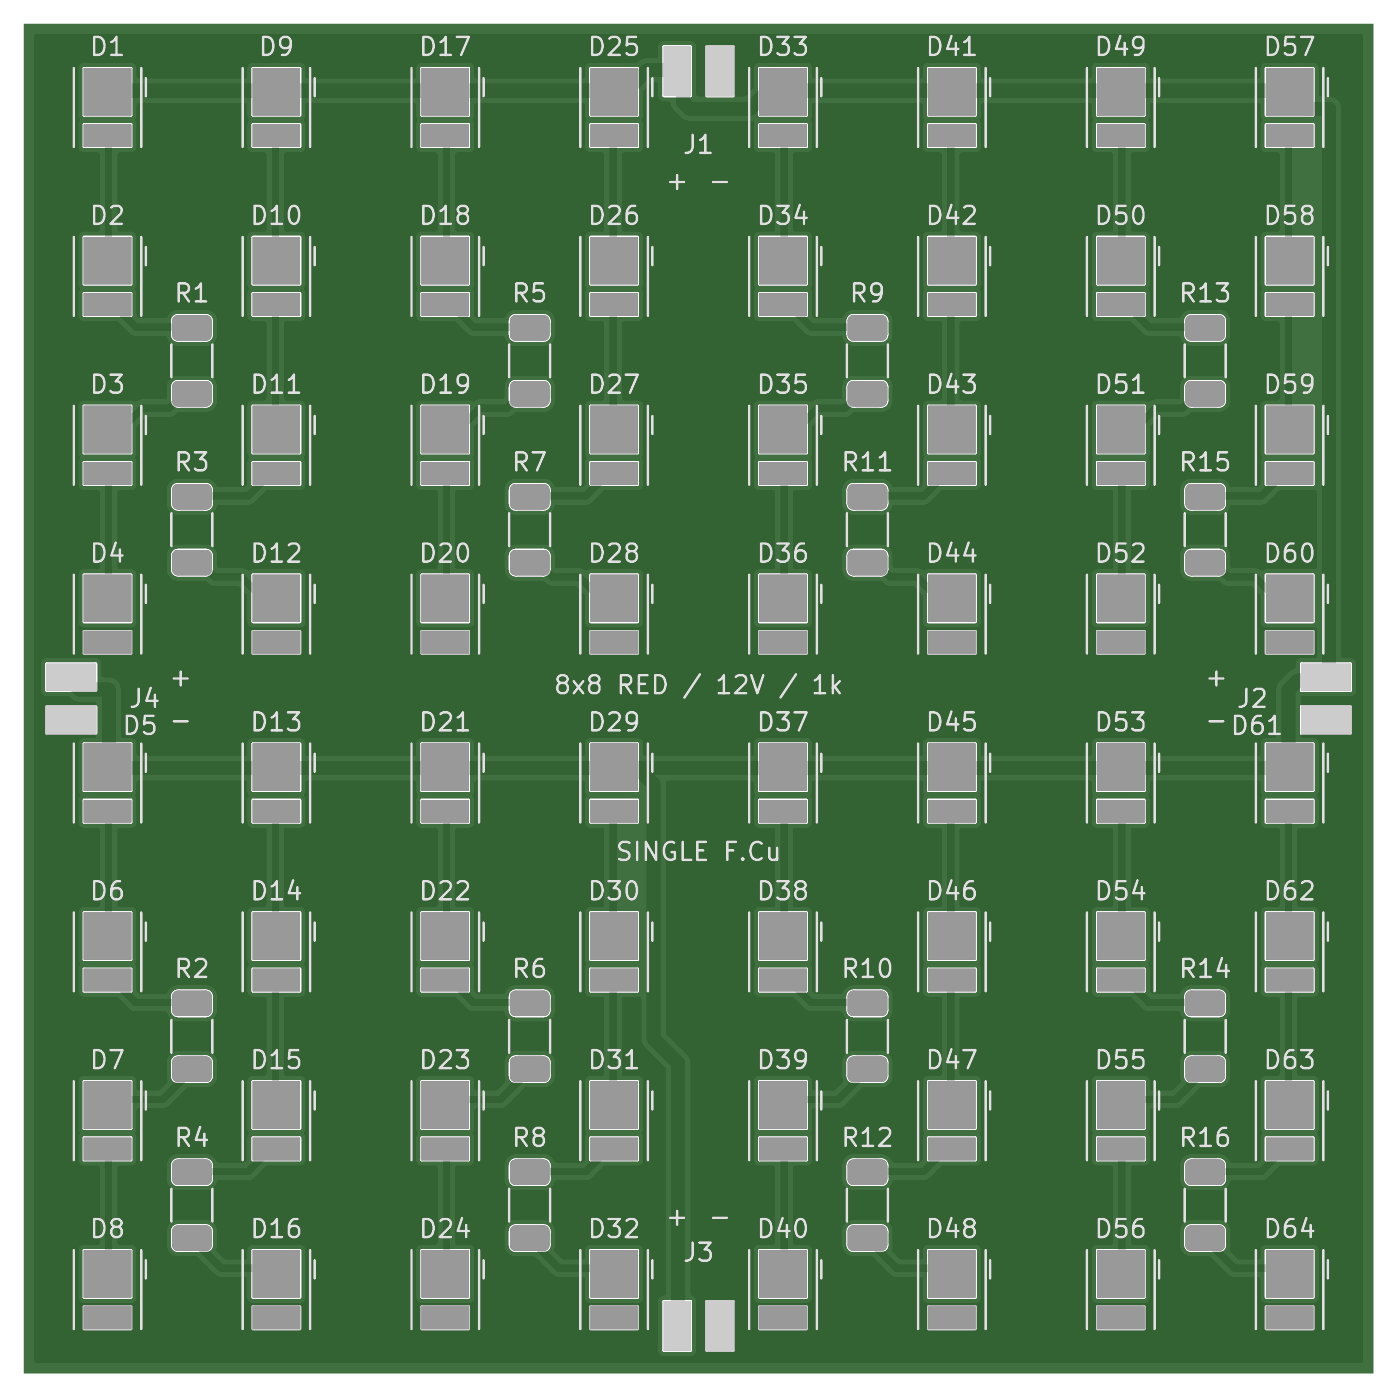 D1 D9 D17 D25 D33 D41 D49 D57
J1
+ -
D2 D10 D18 D26 D34 D42 D50 D58
R1 R5 R9 R13
D3 D11 D19 D27 D35 D43 D51 D59
R3 R7 R11 R15
D4 D12 D20 D28 D36 D44 D52 D60
+ +
8x8 RED / 12V / 1k
J4 J2
- -
D5 D13 D21 D29 D37 D45 D53 D61
SINGLE F.Cu
D6 D14 D22 D30 D38 D46 D54 D62
R2 R6 R10 R14
D7 D15 D23 D31 D39 D47 D55 D63
R4 R8 R12 R16
+ -
D8 D16 D24 D32 D40 D48 D56 D64
J3